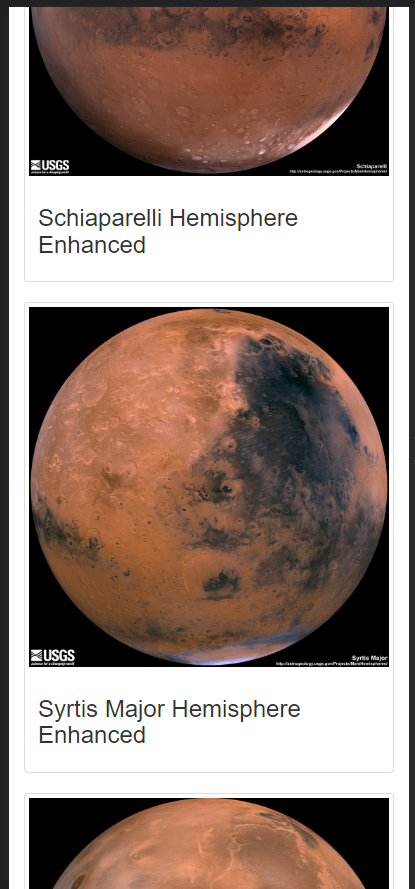 USGS
science for a changing world
Schiaparelli
http://astrogeology.usgs.gov/Projects/MarsHemispheres/
Schiaparelli Hemisphere
Enhanced
USGS
science for a changing world
Syrtis Major
http://astrogeology.usgs.gov/Projects/MarsHemispheres/
Syrtis Major Hemisphere
Enhanced